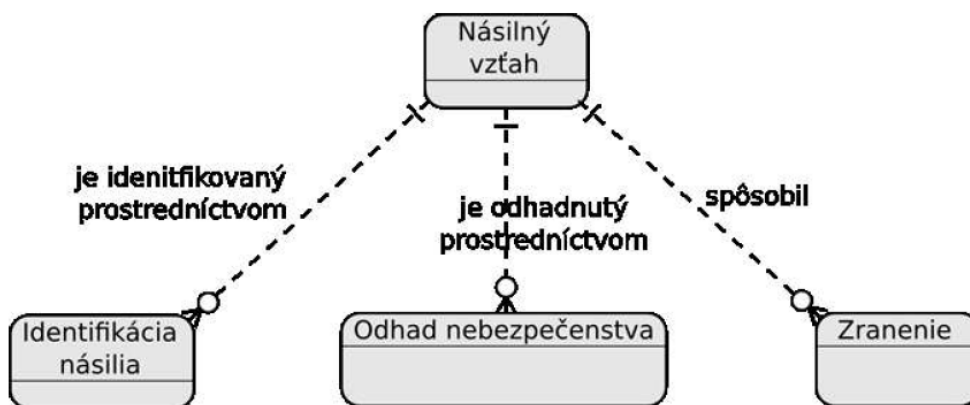 Násilný
vzťah
je idenitfikovaný
prostredníctvom
je odhadnutý
prostredníctvom
spôsobil
Identifikácia
násilia
Odhad nebezpečenstva
Zranenie